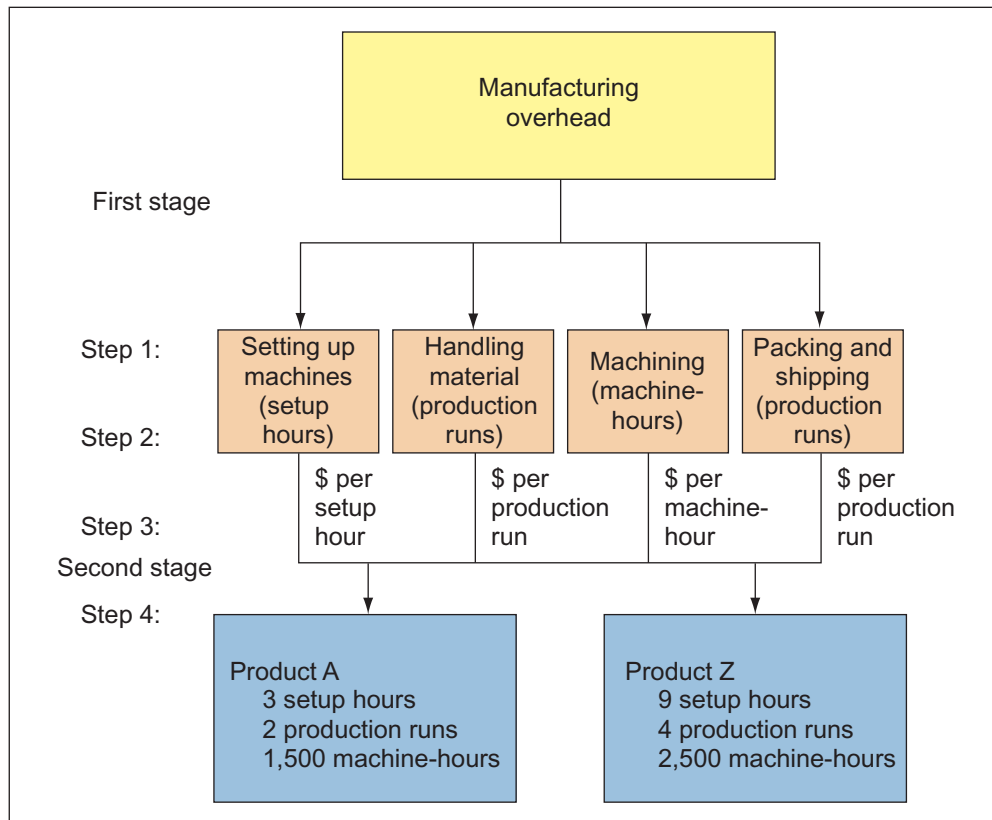 Manufacturing
overhead
First stage
Step 1:
Setting up
machines
(setup
hours)
Handling
material
(production
runs)
Machining
(machine-
hours)
Packing and
shipping
(production
runs)
Step 2:
$ per
setup
hour
$ per
production
run
$ per
machine-
hour
$ per
production
run
Step 3:
Second stage
Step 4:
Product A
3 setup hours
2 production runs
1,500 machine-hours
Product Z
9 setup hours
4 production runs
2,500 machine-hours